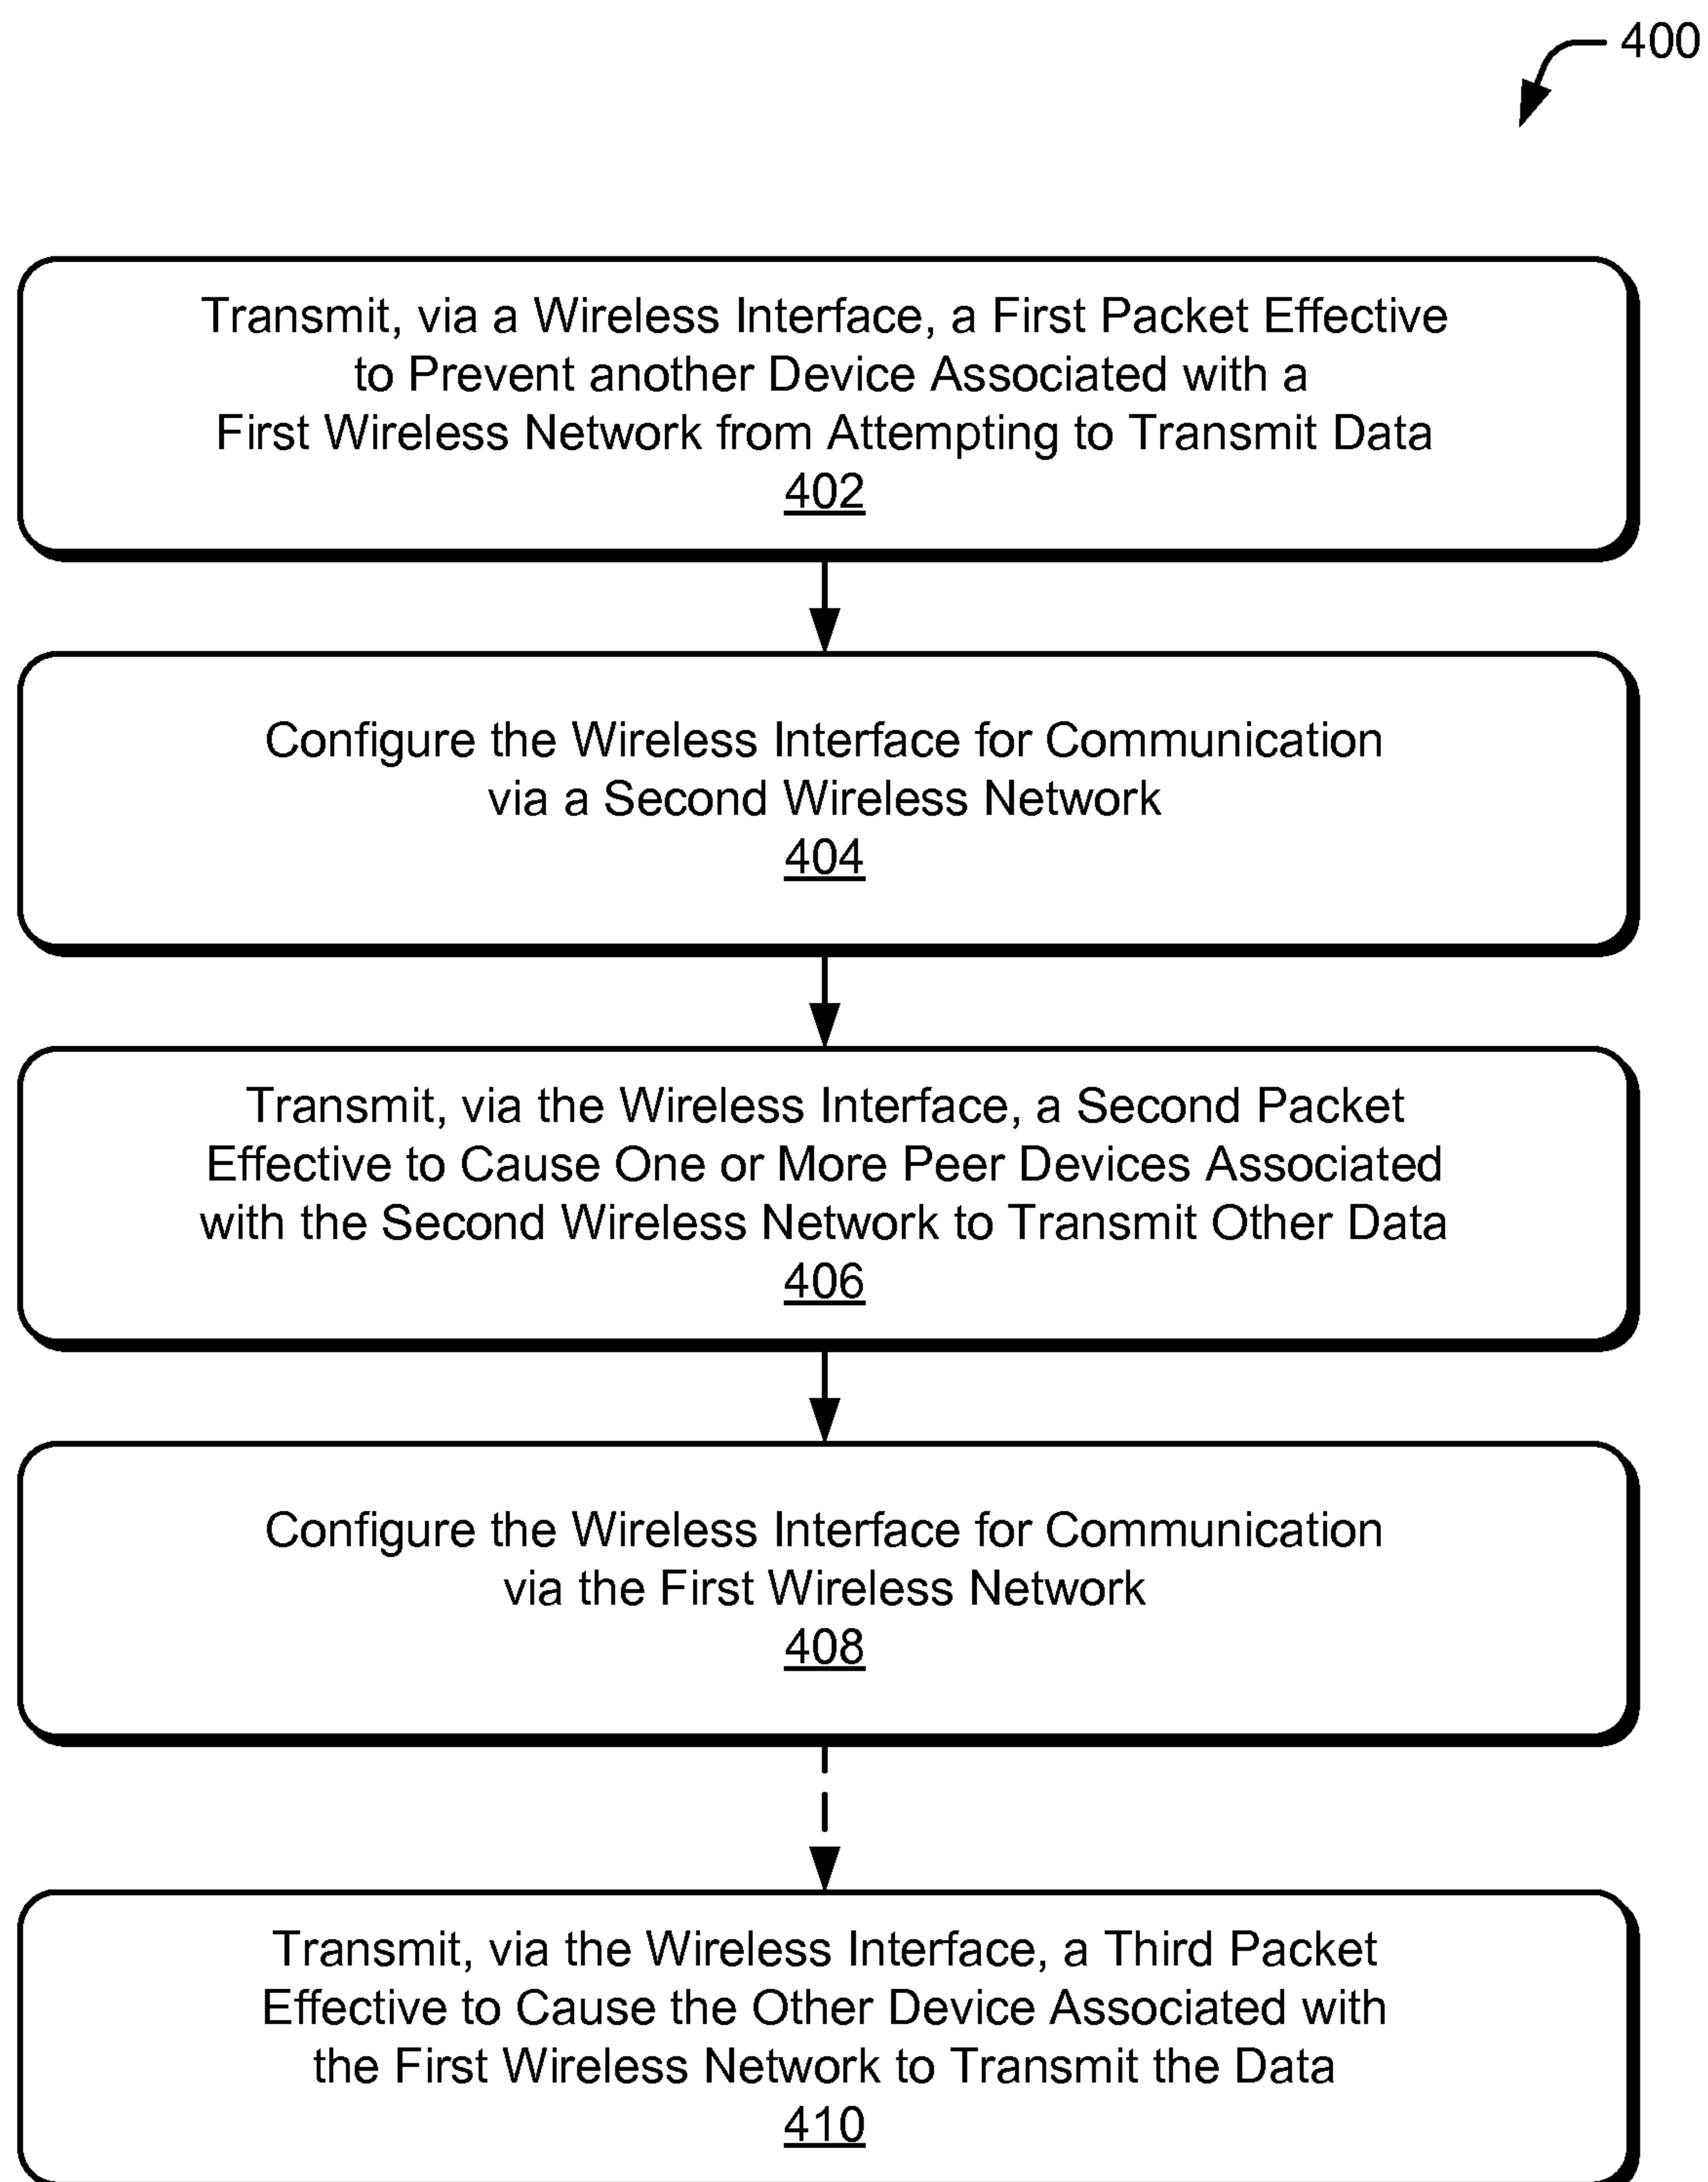 400
Transmit, via a Wireless Interface, a First Packet Effective
to Prevent another Device Associated with a
First Wireless Network from Attempting to Transmit Data
402
Configure the Wireless Interface for Communication
via a Second Wireless Network
404
Transmit, via the Wireless Interface, a Second Packet
Effective to Cause One or More Peer Devices Associated
with the Second Wireless Network to Transmit Other Data
406
Configure the Wireless Interface for Communication
via the First Wireless Network
408
Transmit, via the Wireless Interface, a Third Packet
Effective to Cause the Other Device Associated with
the First Wireless Network to Transmit the Data
410